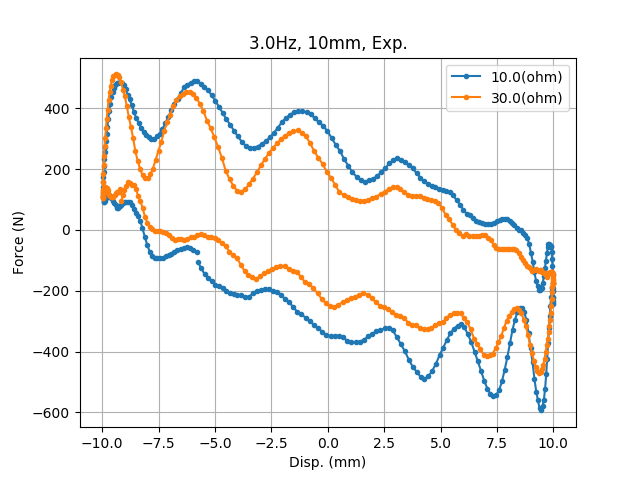 3.0Hz, 10mm, Exp.
10.0(ohm)
30.0(ohm)
Force (N)
400
200
0
−200
−400
−600
−10.0 −7.5 −5.0 −2.5 0.0 2.5 5.0 7.5 10.0
Disp. (mm)